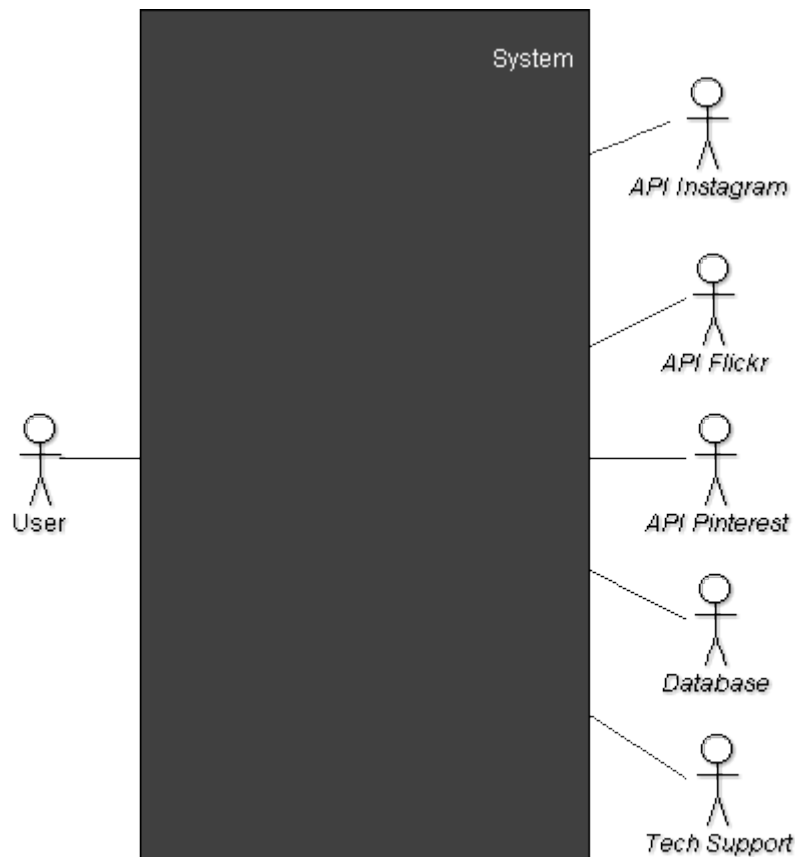 System
API Instagram
API Flickr
User
API Pinterest
Database
Tech Support